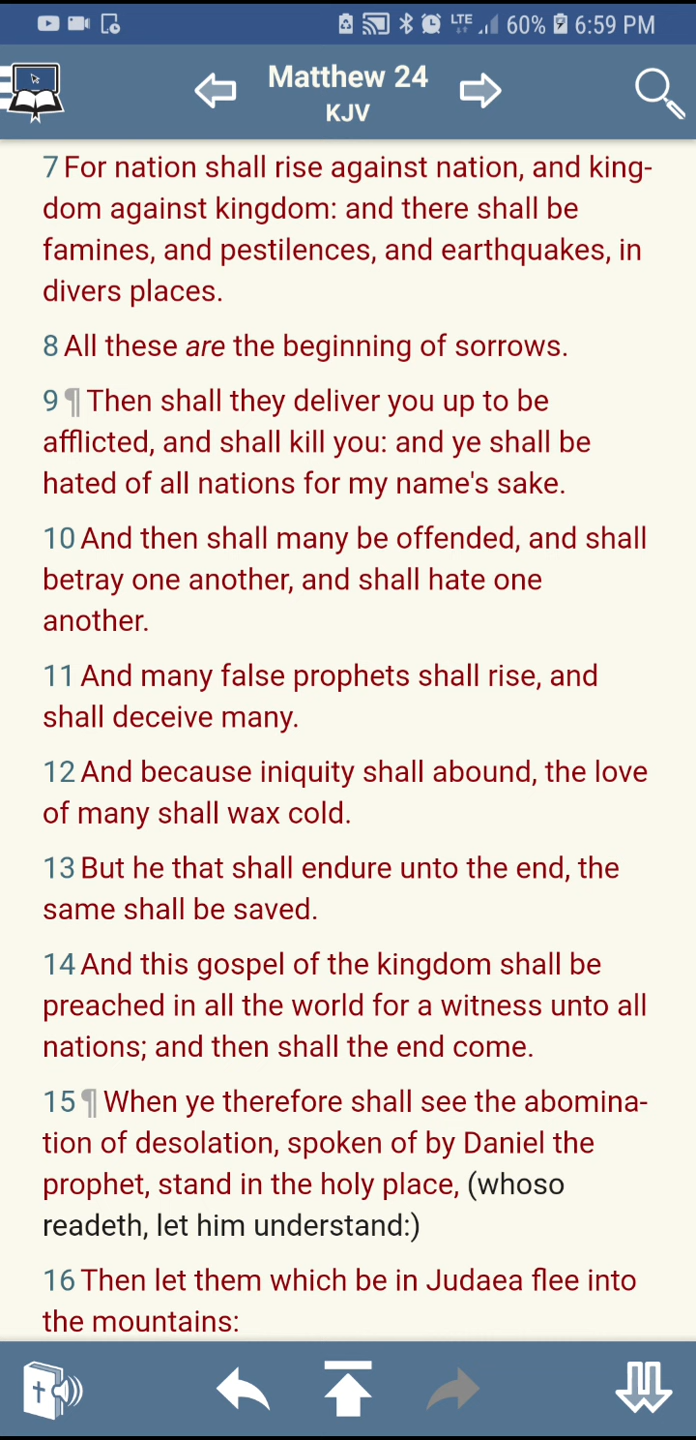 LTE 60% 6:59 PM
Matthew 24
KJV
7 For nation shall rise against nation, and king-
dom against kingdom: and there shall be
famines, and pestilences, and earthquakes, in
divers places.
8 All these are the beginning of sorrows.
9 ¶ Then shall they deliver you up to be
afflicted, and shall kill you: and ye shall be
hated of all nations for my name's sake.
10 And then shall many be offended, and shall
betray one another, and shall hate one
another.
11 And many false prophets shall rise, and
shall deceive many.
12 And because iniquity shall abound, the love
of many shall wax cold.
13 But he that shall endure unto the end, the
same shall be saved.
14 And this gospel of the kingdom shall be
preached in all the world for a witness unto all
nations; and then shall the end come.
15 ¶ When ye therefore shall see the abomina-
tion of desolation, spoken of by Daniel the
prophet, stand in the holy place, (whoso
readeth, let him understand:)
16 Then let them which be in Judaea flee into
the mountains: